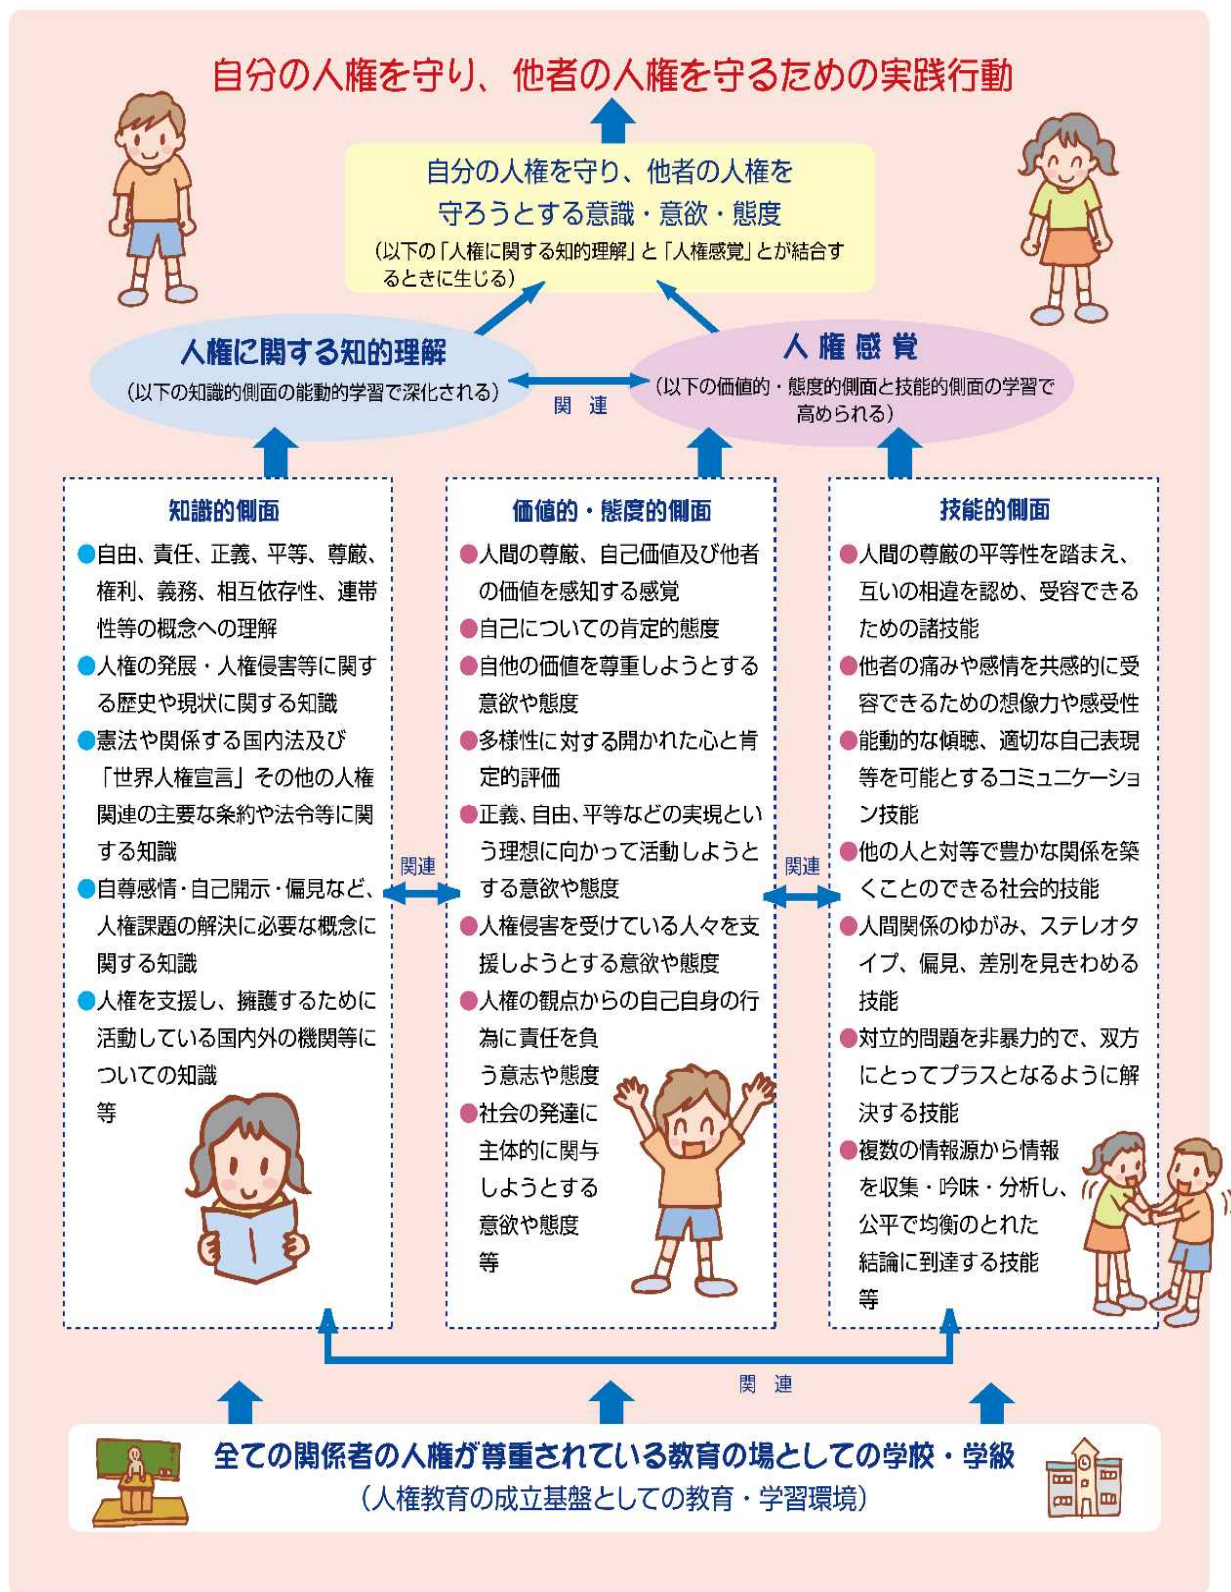 自分の人権を守り、他者の人権を守るための実践行動
自分の人権を守り、他者の人権を
守ろうとする意識・意欲・態度
（以下の「人権に関する知的理解」と「人権感覚」とが結合す
るときに生じる）
人権に関する知的理解
（以下の知識的側面の能動的学習で深化される）
関連
人権感覚
（以下の価値的・態度的側面と技能的側面の学習で
高められる）
知識的側面
●自由、責任、正義、平等、尊厳、
権利、義務、相互依存性、連帯
性等の概念への理解
●人権の発展・人権侵害等に関す
る歴史や現状に関する知識
●憲法や関係する国内法及び
「世界人権宣言」その他の人権
関連の主要な条約や法令等に関
する知識
●自尊感情・自己開示・偏見など、
人権課題の解決に必要な概念に
関する知識
●人権を支援し、擁護するために
活動している国内外の機関等に
ついての知識
等
関連
価値的・態度的側面
●人間の尊厳、自己価値及び他者
の価値を感知する感覚
●自己についての肯定的態度
●自他の価値を尊重しようとする
意欲や態度
●多様性に対する開かれた心と肯
定的評価
●正義、自由、平等などの実現とい
う理想に向かって活動しようと
する意欲や態度
●人権侵害を受けている人々を支
援しようとする意欲や態度
●人権の観点からの自己自身の行
為に責任を負
う意志や態度
●社会の発達に
主体的に関与
しようとする
意欲や態度
等
関連
技能的側面
●人間の尊厳の平等性を踏まえ、
互いの相違を認め、受容できる
ための諸技能
●他者の痛みや感情を共感的に受
容できるための想像力や感受性
●能動的な傾聴、適切な自己表現
等を可能とするコミュニケーショ
ン技能
●他の人と対等で豊かな関係を築
くことのできる社会的技能
●人間関係のゆがみ、ステレオタ
イプ、偏見、差別を見きわめる
技能
●対立的問題を非暴力的で、双方
にとってプラスとなるように解
決する技能
●複数の情報源から情報
を収集・吟味・分析し、
公平で均衡のとれた
結論に到達する技能
等
関連
全ての関係者の人権が尊重されている教育の場としての学校・学級
（人権教育の成立基盤としての教育・学習環境）